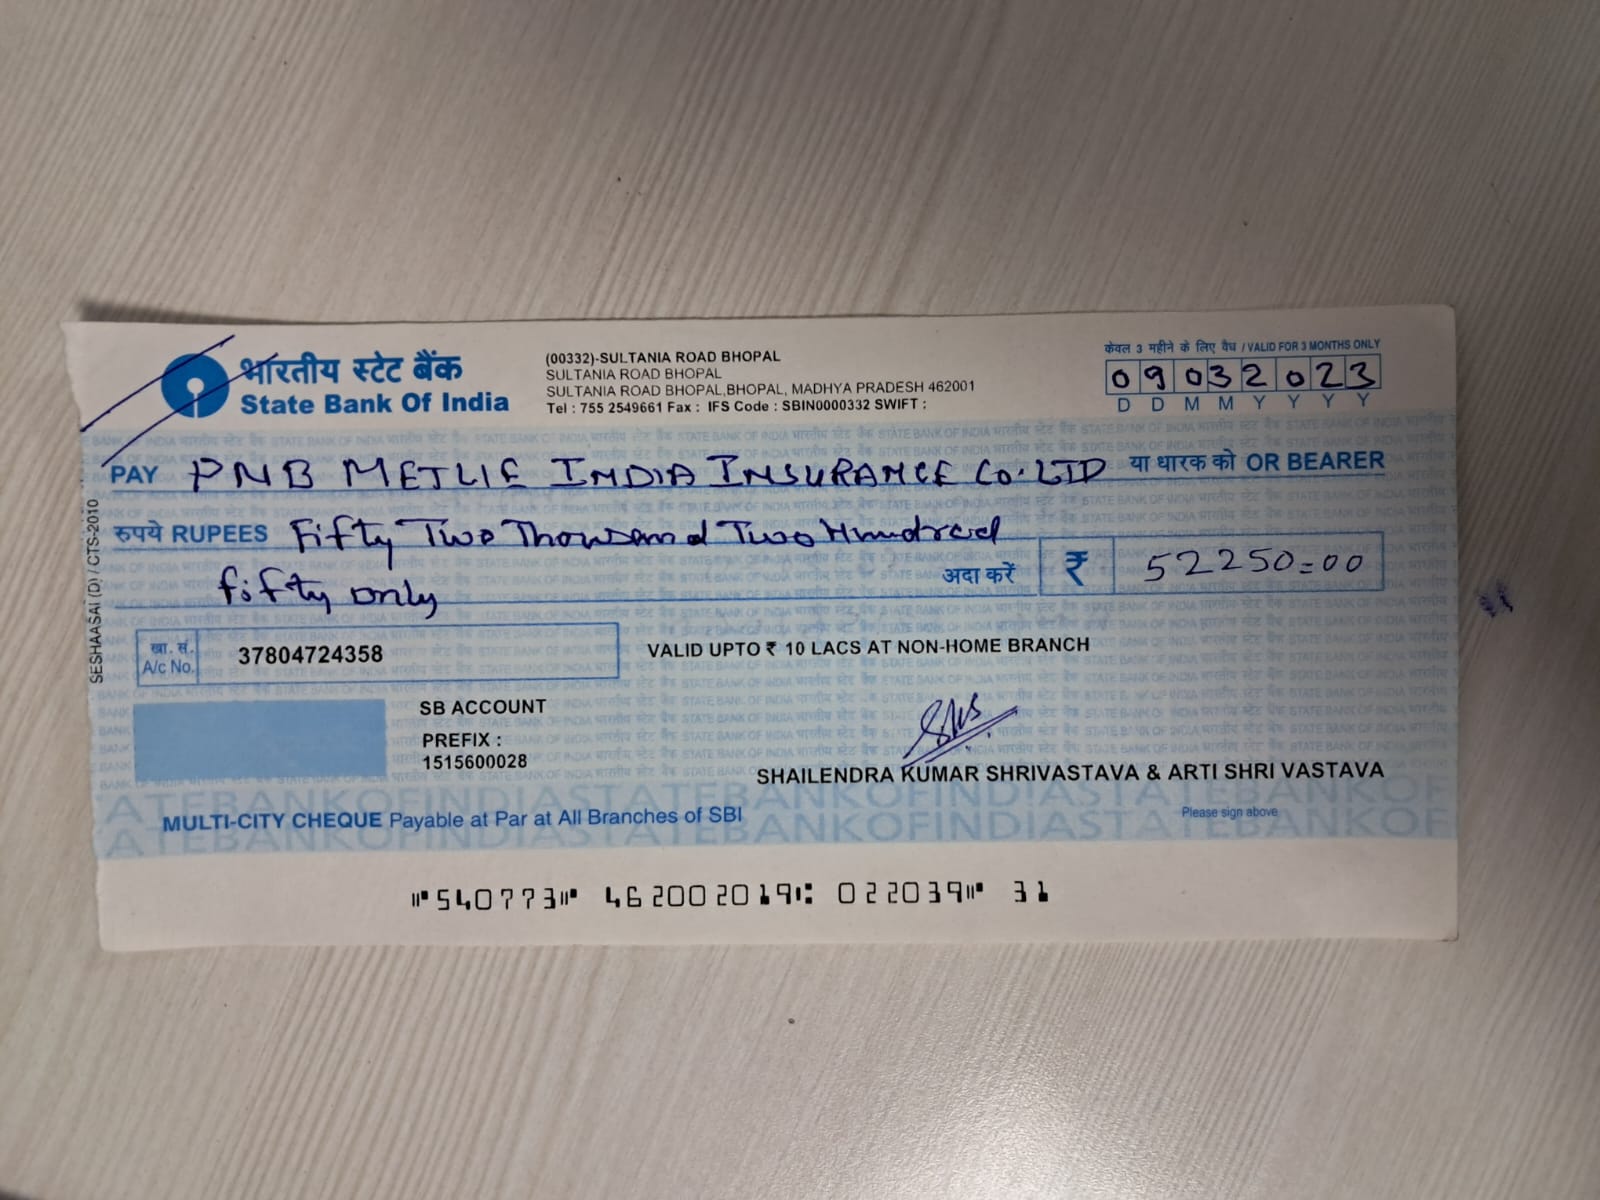 भारतीय स्टेट बैंक
State Bank Of India
(00332)-SULTANIA ROAD BHOPAL
SULTANIA ROAD BHOPAL
SULTANIA ROAD BHOPAL,BHOPAL, MADHYA PRADESH 462001
Tel : 755 2549661 Fax : IFS Code : SBIN0000332 SWIFT :
केवल 3 महीने के लिए वैध / VALID FOR 3 MONTHS ONLY
09032023
D D M M Y Y Y Y
PAY PNB METLIE INDIA INSURANCE CO. LTD या धारक को OR BEARER
रुपये RUPEES Fifty Two Thousand Two Hundred
fifty only अदा करें ₹ 52250=00
खा. सं.
A/c No. 37804724358
VALID UPTO ₹ 10 LACS AT NON-HOME BRANCH
SB ACCOUNT
PREFIX :
1515600028
SHAILENDRA KUMAR SHRIVASTAVA & ARTI SHRI VASTAVA
Please sign above
MULTI-CITY CHEQUE Payable at Par at All Branches of SBI
⑈540773⑈ 462002019⑆ 022039⑈ 31
SESHAASAI (D) / CTS-2010